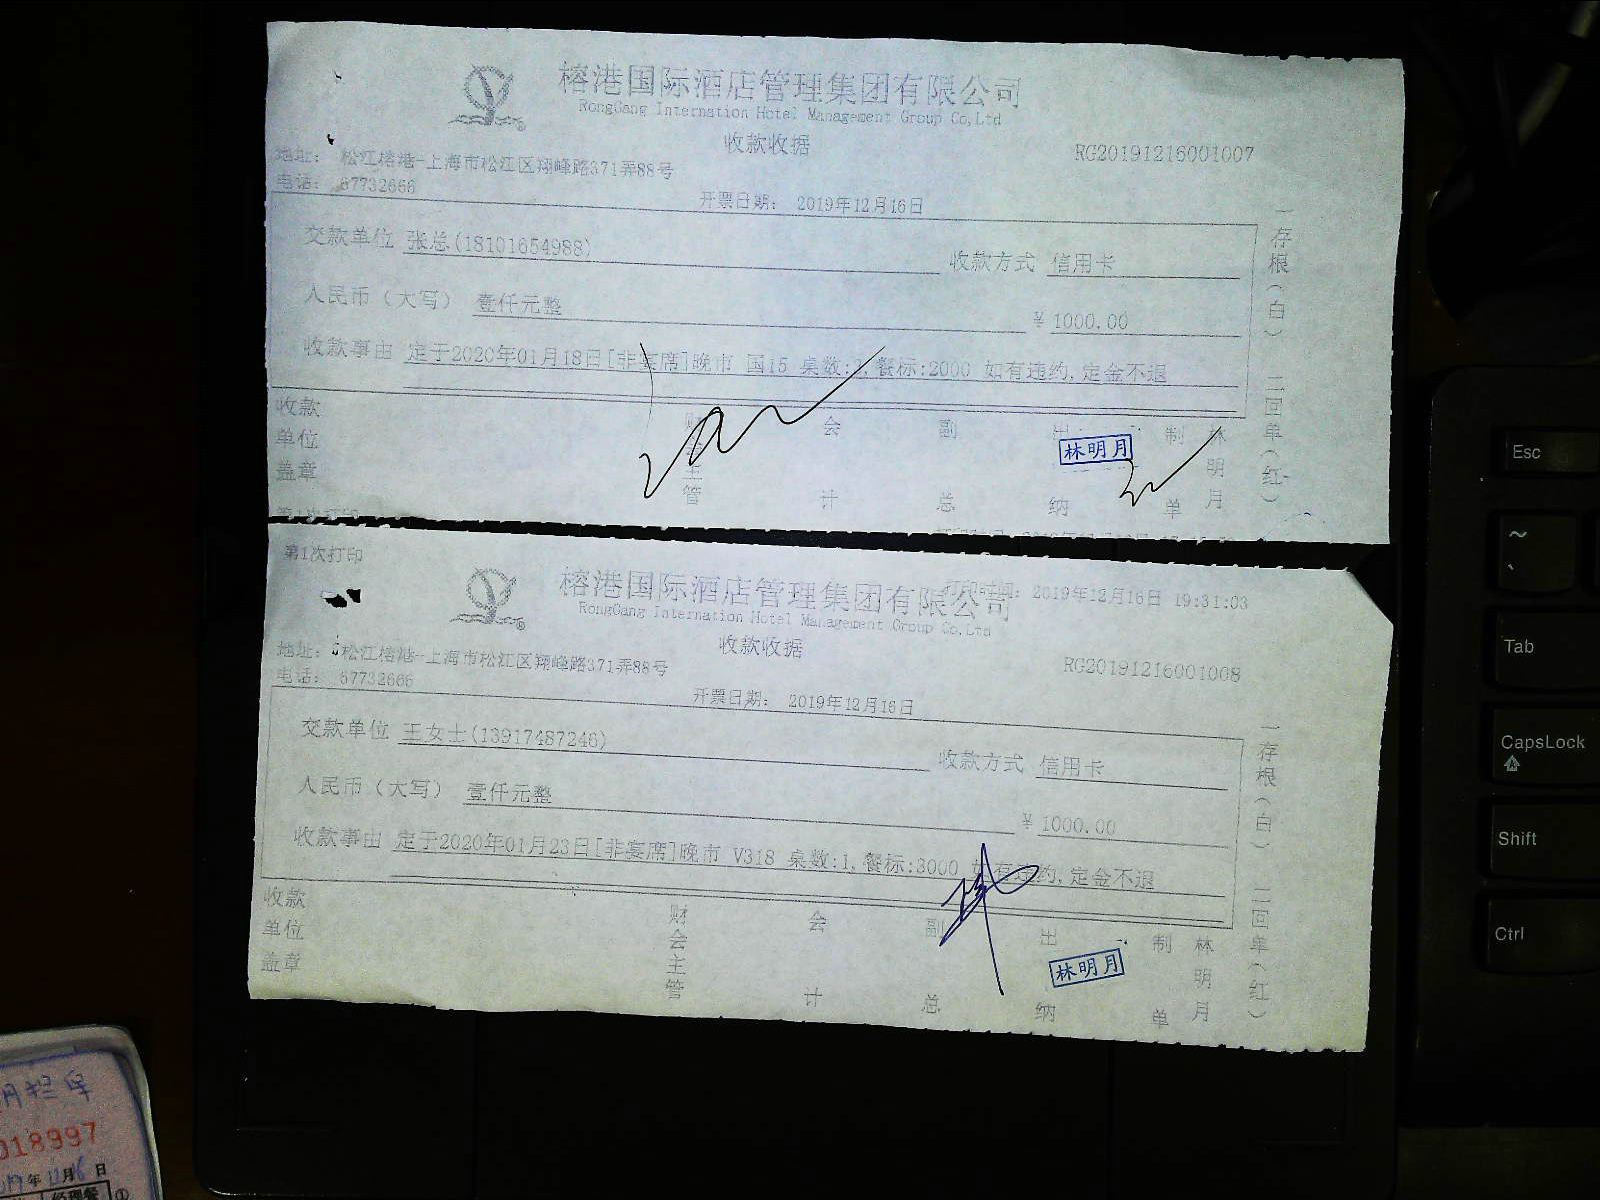 榕港国际酒店管理集团有限公司
RongGang Internation Hotel Management Group Co,Ltd
收款收据
RG20191216001007
地址： 松江榕港-上海市松江区翔峰路371弄88号
电话： 67732666
开票日期： 2019年12月16日
交款单位 张总(18101654988)
收款方式 信用卡
人民币（大写） 壹仟元整
¥ 1000.00
收款事由 定于2020年01月18日[非宴席]晚市 国15 桌数: ,餐标:2000 如有违约,定金不退
一存根（白） 二回单（红）
收款单位盖章
财会主管
会计
副总
出纳
林明月
制单
林明月
第1次打印
打印时间: 2019年12月16日 19:31:03
榕港国际酒店管理集团有限公司
RongGang Internation Hotel Management Group Co,Ltd
收款收据
RG20191216001008
地址： 松江榕港-上海市松江区翔峰路371弄88号
电话： 67732666
开票日期： 2019年12月16日
交款单位 王女士(13917487246)
收款方式 信用卡
人民币（大写） 壹仟元整
¥ 1000.00
收款事由 定于2020年01月23日[非宴席]晚市 V318 桌数:1,餐标:3000 如有违约,定金不退
一存根（白） 二回单（红）
收款单位盖章
财会主管
会计
副总
出纳
林明月
制单
林明月
018997
年12月16日
Esc
~
Tab
CapsLock
Shift
Ctrl